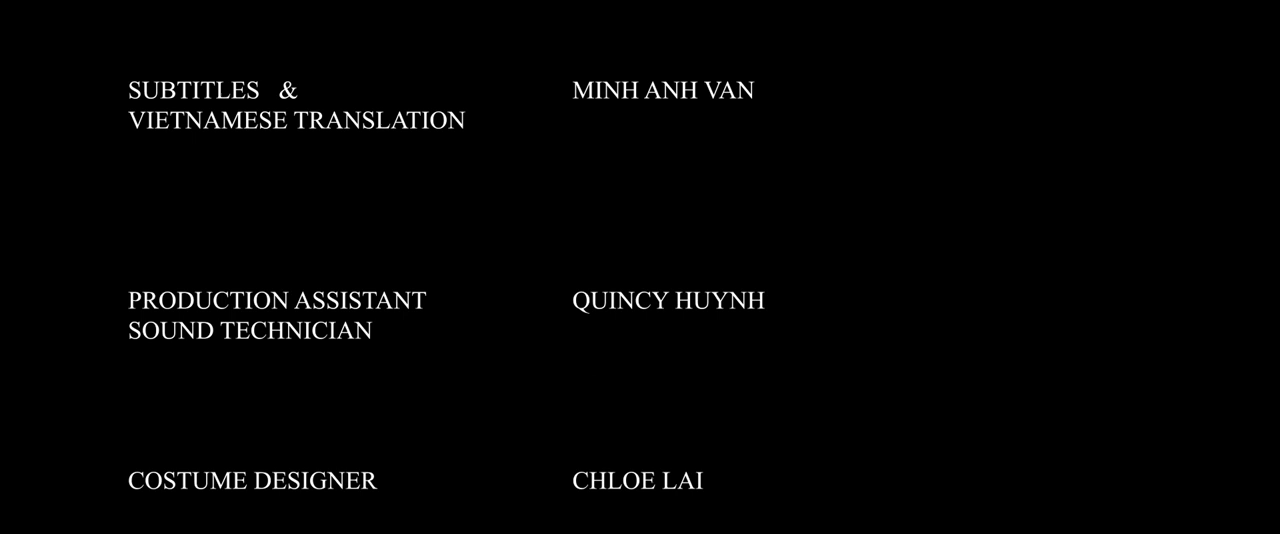 SUBTITLES & MINH ANH VAN
VIETNAMESE TRANSLATION
PRODUCTION ASSISTANT QUINCY HUYNH
SOUND TECHNICIAN
COSTUME DESIGNER CHLOE LAI